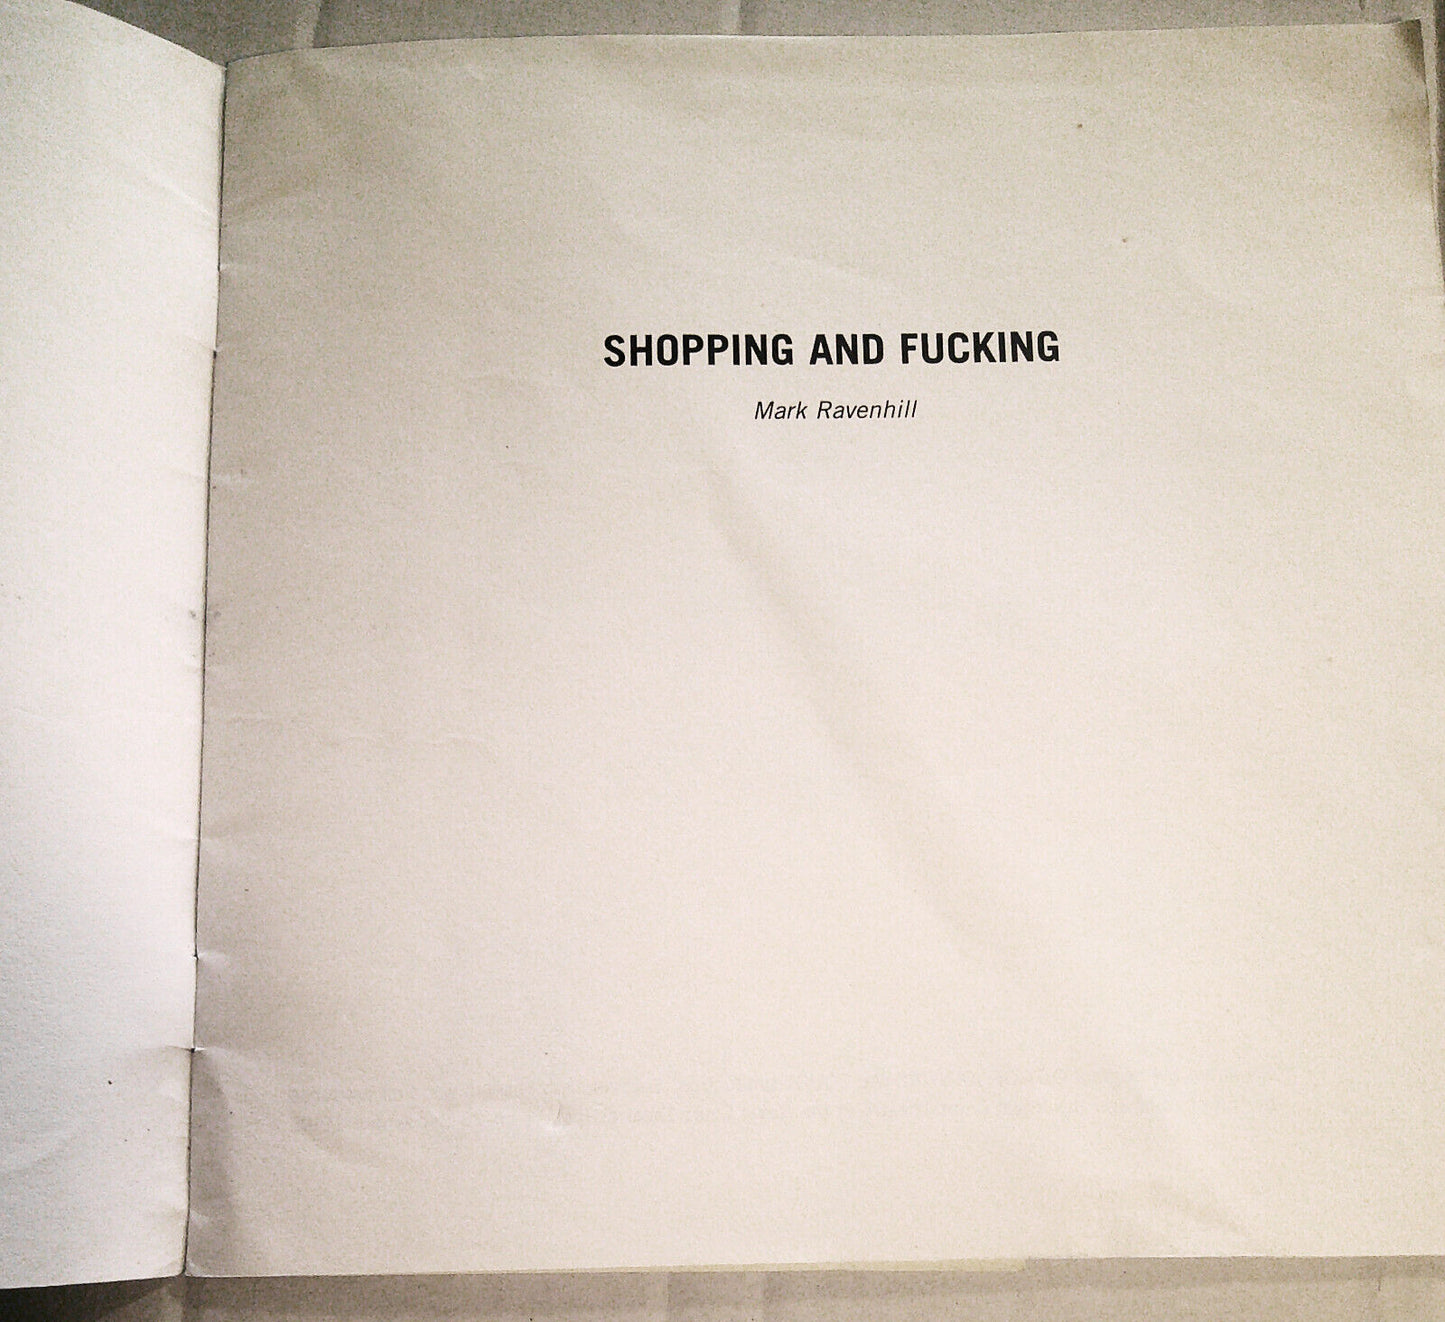 SHOPPING AND FUCKING
Mark Ravenhill